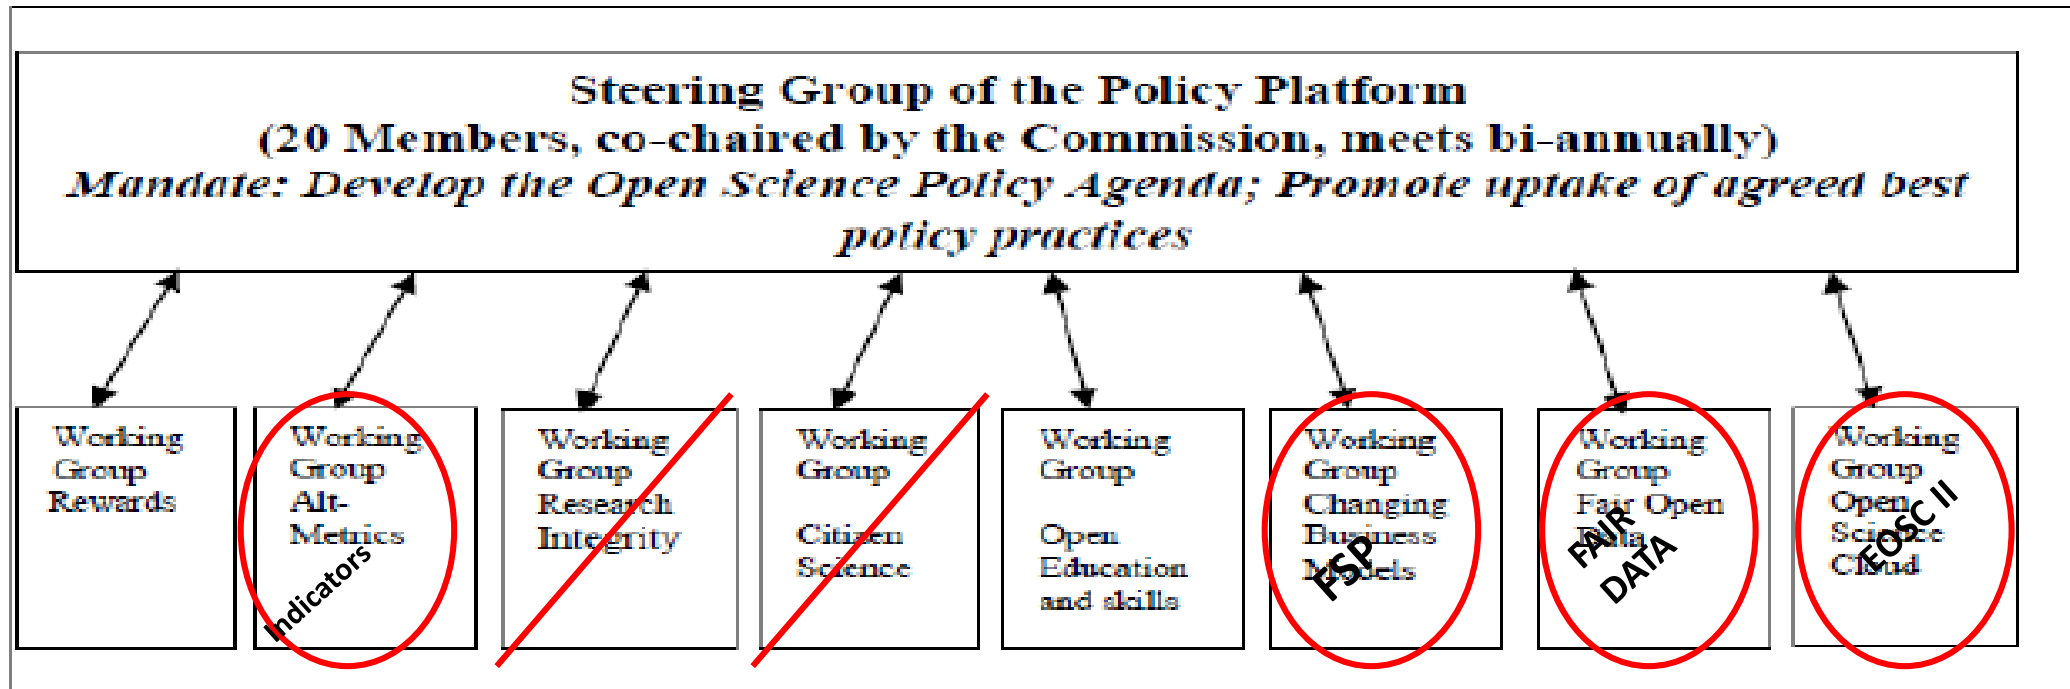 Steering Group of the Policy Platform
(20 Members, co-chaired by the Commission, meets bi-annually)
Mandate: Develop the Open Science Policy Agenda; Promote uptake of agreed best
policy practices
Working
Group
Rewards
Working
Group
Alt-
Metrics
Indicators
Working
Group
Research
Integrity
Working
Group
Citizen
Science
Working
Group
Open
Education
and skills
Working
Group
Changing
Business
Models
FSP
Working
Group
Fair Open
Data
FAIR
DATA
Working
Group
Open
Science
Cloud
EOSC II